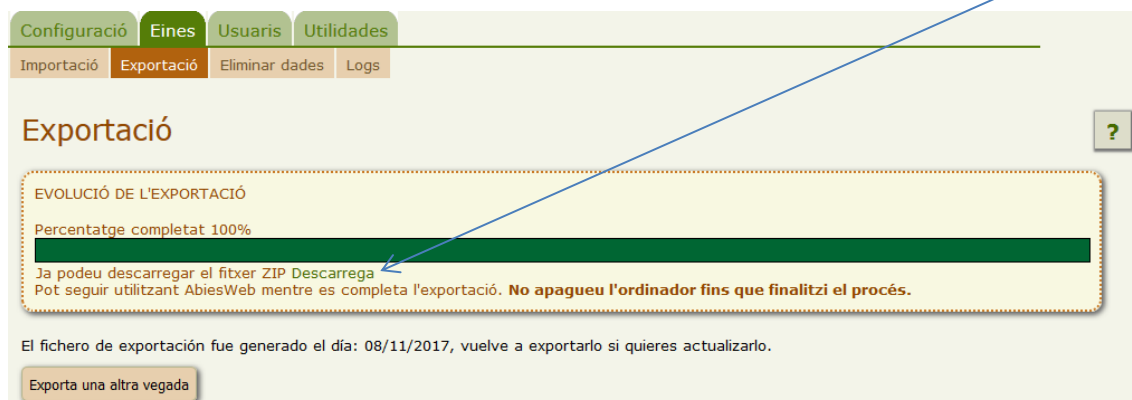 Configuració Eines Usuaris Utilidades
Importació Exportació Eliminar dades Logs
Exportació
?
EVOLUCIÓ DE L'EXPORTACIÓ
Percentatge completat 100%
Ja podeu descarregar el fitxer ZIP Descarrega
Pot seguir utilitzant AbiesWeb mentre es completa l'exportació. No apagueu l'ordinador fins que finalitzi el procés.
El fichero de exportación fue generado el día: 08/11/2017, vuelve a exportarlo si quieres actualizarlo.
Exporta una altra vegada